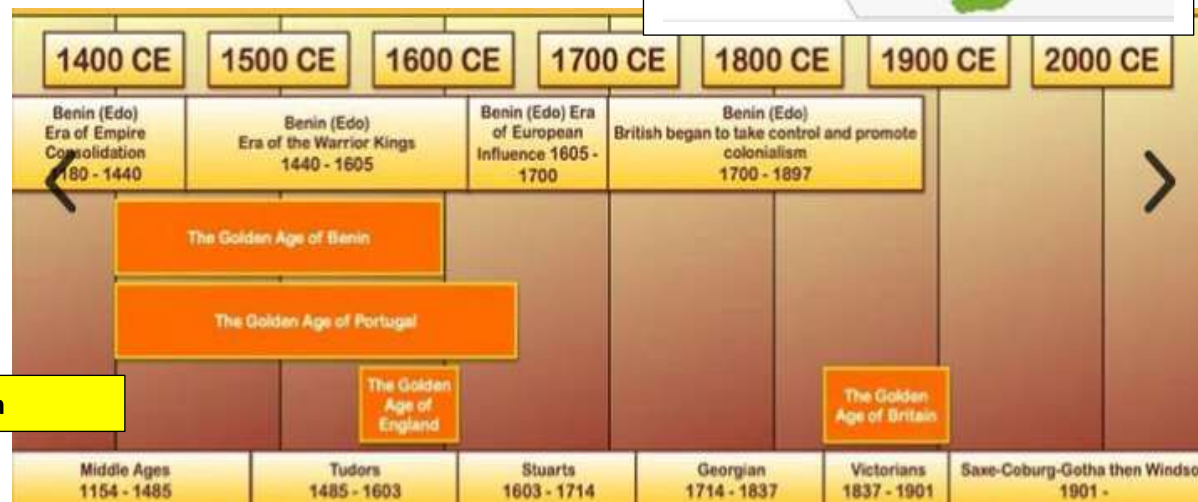 1400 CE
1500 CE
1600 CE
1700 CE
1800 CE
1900 CE
2000 CE
Benin (Edo)
Era of Empire
Consolidation
180 - 1440
Benin (Edo)
Era of the Warrior Kings
1440 - 1605
Benin (Edo) Era
of European
Influence 1605 -
1700
Benin (Edo)
British began to take control and promote
colonialism
1700 - 1897
The Golden Age of Benin
The Golden Age of Portugal
The Golden
Age of
England
The Golden
Age of Britain
Middle Ages
1154 - 1485
Tudors
1485 - 1603
Stuarts
1603 - 1714
Georgian
1714 - 1837
Victorians
1837 - 1901
Saxe-Coburg-Gotha then Windso
1901 -